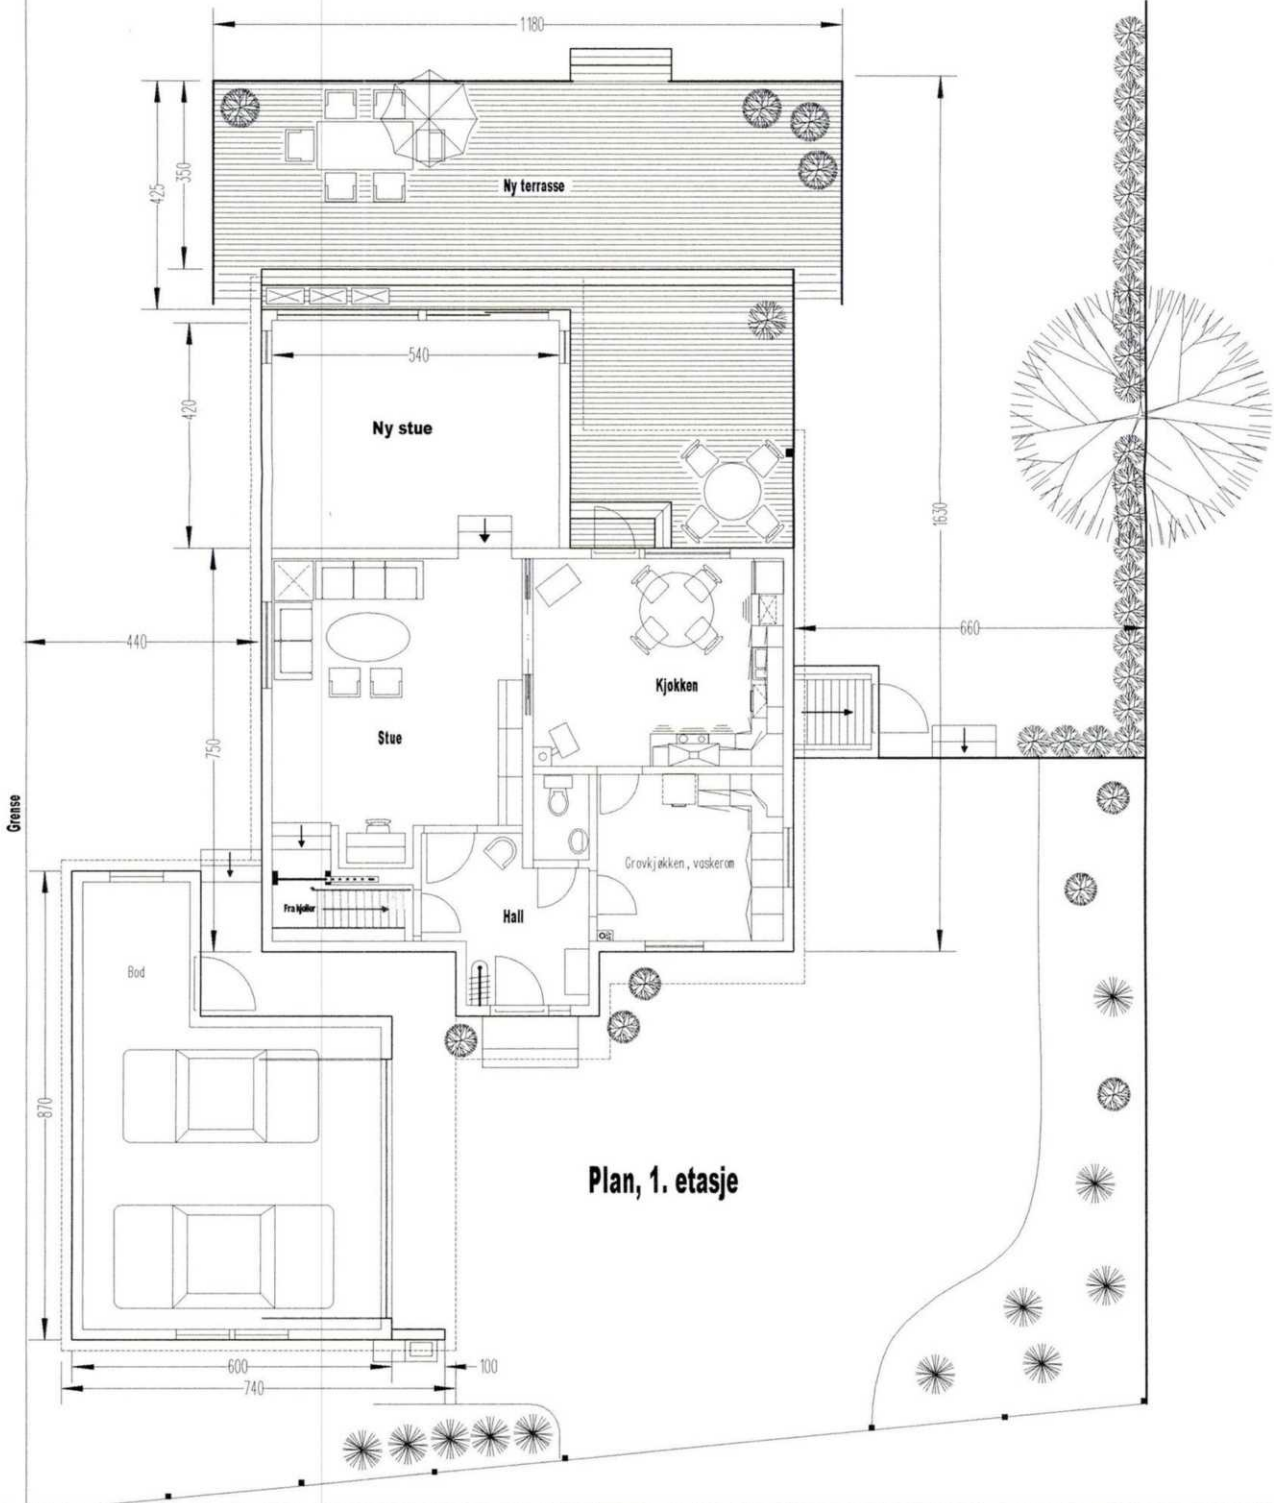 1180
425
350
Ny terrasse
540
420
Ny stue
1630
440
660
Kjøkken
Stue
750
Grense
Grovkjøkken, vaskerom
Fra kjeller
Hall
Bod
870
Plan, 1. etasje
600
100
740